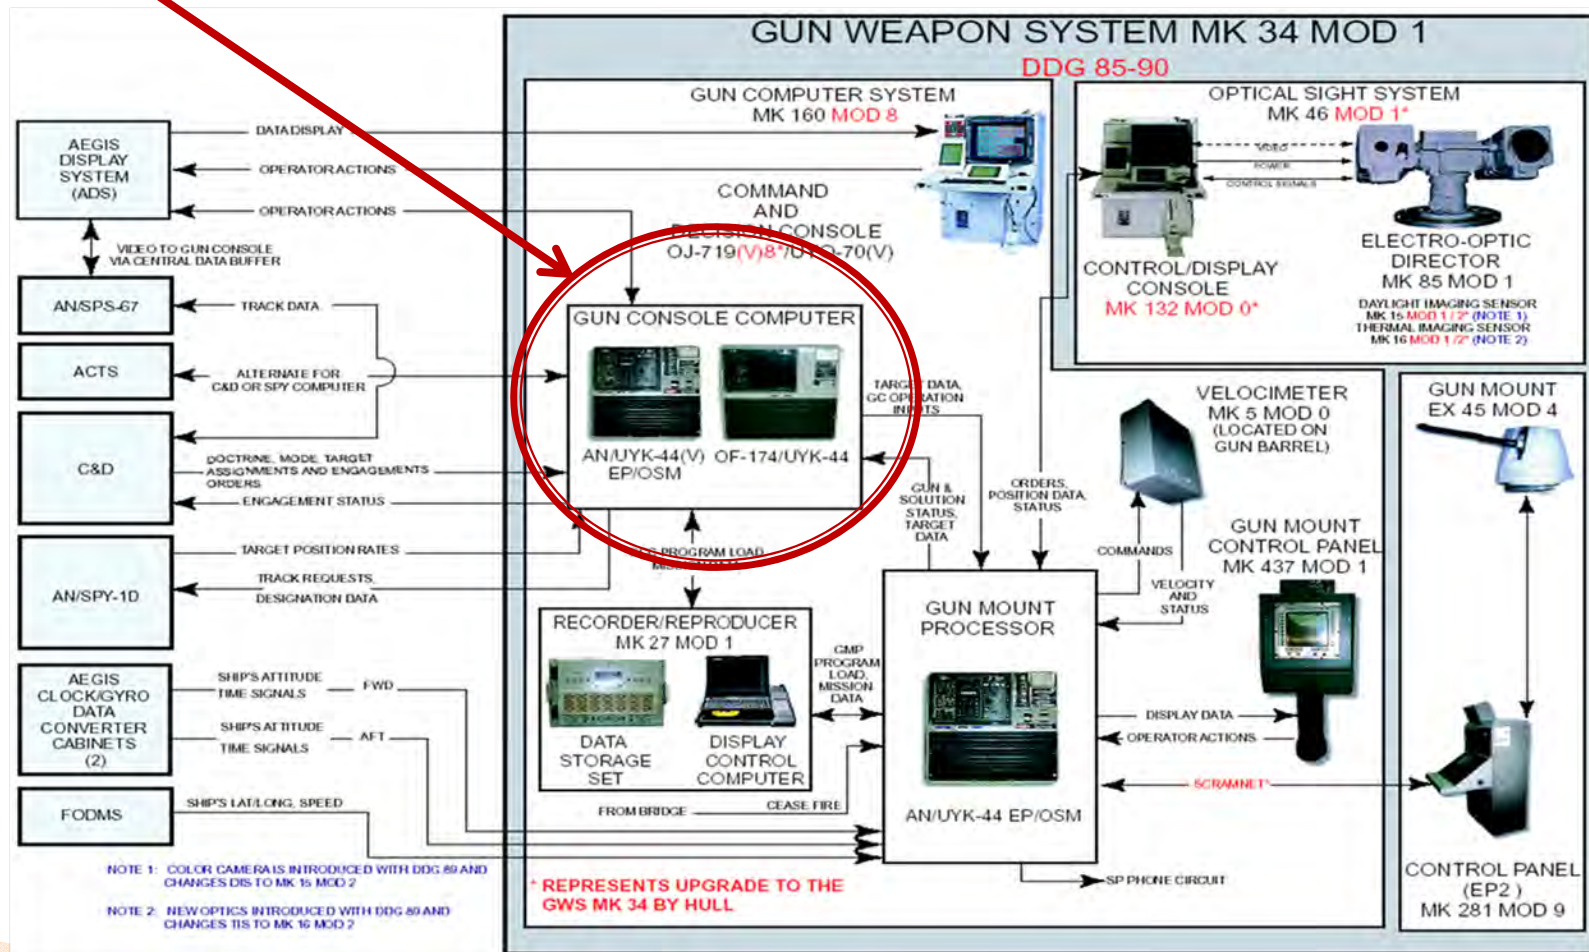 GUN WEAPON SYSTEM MK 34 MOD 1
DDG 85-90
GUN COMPUTER SYSTEM
MK 160 MOD 8
OPTICAL SIGHT SYSTEM
MK 46 MOD 1*
AEGIS
DISPLAY
SYSTEM
(ADS)
DATA DISPLAY
OPERATOR ACTIONS
OPERATOR ACTIONS
COMMAND
AND
DECISION CONSOLE
OJ-719(V)8*/UYQ-70(V)
VIDEO
POWER
CONTROL SIGNALS
CONTROL/DISPLAY
CONSOLE
MK 132 MOD 0*
ELECTRO-OPTIC
DIRECTOR
MK 85 MOD 1
DAYLIGHT IMAGING SENSOR
MK 15 MOD 1 / 2* (NOTE 1)
THERMAL IMAGING SENSOR
MK 16 MOD 1 /2* (NOTE 2)
VIDEO TO GUN CONSOLE
VIA CENTRAL DATA BUFFER
AN/SPS-67
TRACK DATA
ACTS
ALTERNATE FOR
C&D OR SPY COMPUTER
GUN CONSOLE COMPUTER
AN/UYK-44(V)
EP/OSM
OF-174/UYK-44
TARGET DATA,
GC OPERATION
INPUTS
C&D
DOCTRINE, MODE, TARGET
ASSIGNMENTS AND ENGAGEMENTS
ORDERS
ENGAGEMENT STATUS
GUN &
SOLUTION
STATUS,
TARGET
DATA
ORDERS,
POSITION DATA,
STATUS
VELOCIMETER
MK 5 MOD 0
(LOCATED ON
GUN BARREL)
GUN MOUNT
EX 45 MOD 4
AN/SPY-1D
TARGET POSITION RATES
TRACK REQUESTS,
DESIGNATION DATA
PROGRAM LOAD
COMMANDS
VELOCITY
AND
STATUS
GUN MOUNT
CONTROL PANEL
MK 437 MOD 1
RECORDER/REPRODUCER
MK 27 MOD 1
DATA
STORAGE
SET
DISPLAY
CONTROL
COMPUTER
GMP
PROGRAM
LOAD,
MISSION
DATA
GUN MOUNT
PROCESSOR
AN/UYK-44 EP/OSM
DISPLAY DATA
OPERATOR ACTIONS
SCRAMNET*
AEGIS
CLOCK/GYRO
DATA
CONVERTER
CABINETS
(2)
SHIP'S ATTITUDE
TIME SIGNALS
FWD
SHIP'S ATTITUDE
TIME SIGNALS
AFT
FODMS
SHIP'S LAT/LONG, SPEED
FROM BRIDGE
CEASE FIRE
SP PHONE CIRCUIT
CONTROL PANEL
(EP2 )
MK 281 MOD 9
NOTE 1: COLOR CAMERA IS INTRODUCED WITH DDG 89 AND
CHANGES DIS TO MK 15 MOD 2
NOTE 2: NEW OPTICS INTRODUCED WITH DDG 89 AND
CHANGES TIS TO MK 16 MOD 2
* REPRESENTS UPGRADE TO THE
GWS MK 34 BY HULL